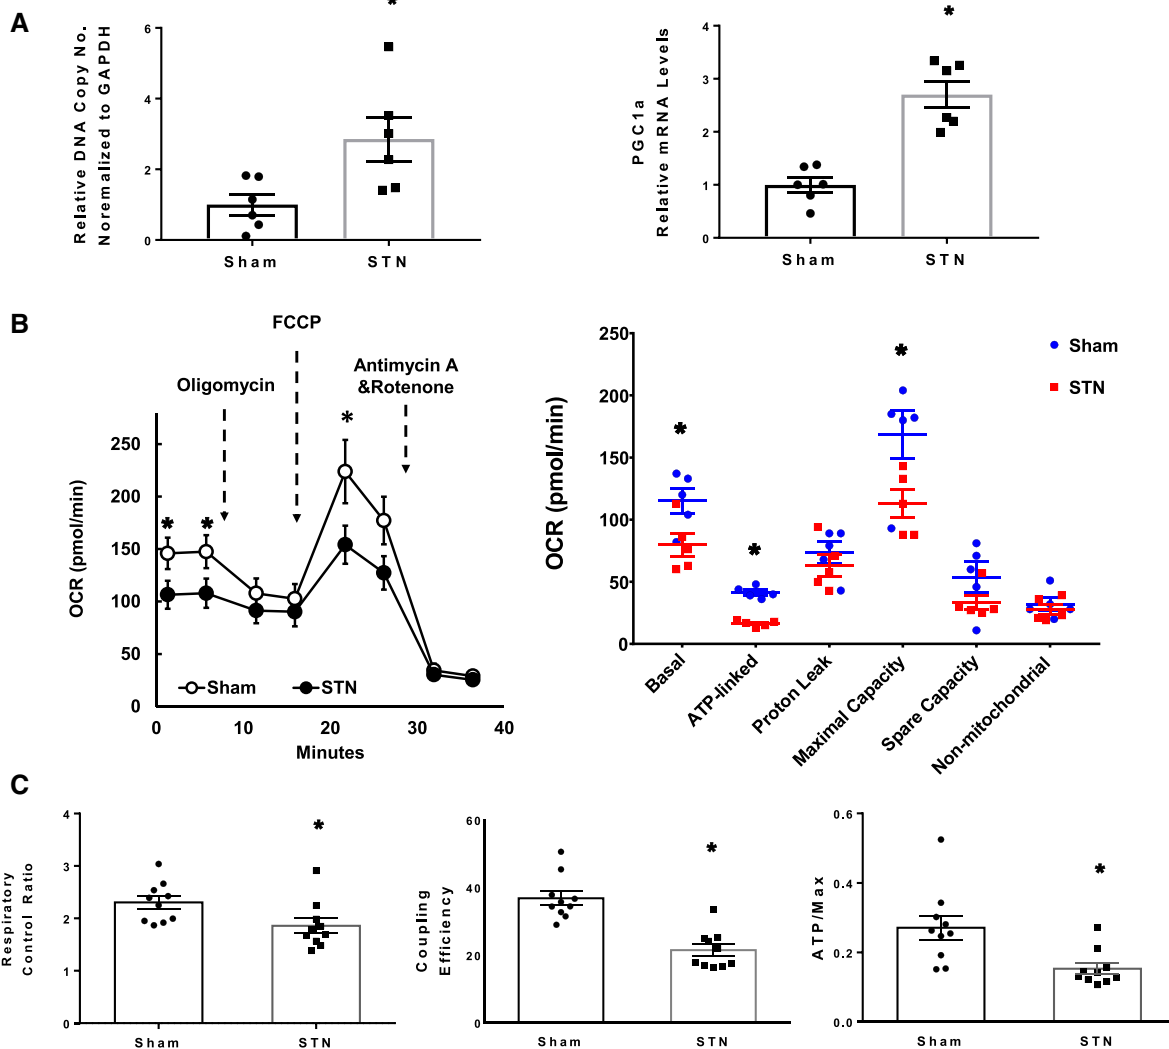 A
Relative DNA Copy No.
Noremalized to GAPDH
6
4
2
0
*
Sham
STN
PGC1a
Relative mRNA Levels
4
3
2
1
0
*
Sham
STN
B
FCCP
Oligomycin
Antimycin A
&Rotenone
OCR (pmol/min)
250
200
150
100
50
0
*
*
*
Sham
STN
0
10
20
30
40
Minutes
OCR (pmol/min)
250
200
150
100
50
0
*
*
*
Sham
STN
Basal
ATP-linked
Proton Leak
Maximal Capacity
Spare Capacity
Non-mitochondrial
C
Respiratory
Control Ratio
4
3
2
1
0
*
Sham
STN
Coupling
Efficiency
60
40
20
0
*
Sham
STN
ATP/Max
0.6
0.4
0.2
0.0
*
Sham
STN